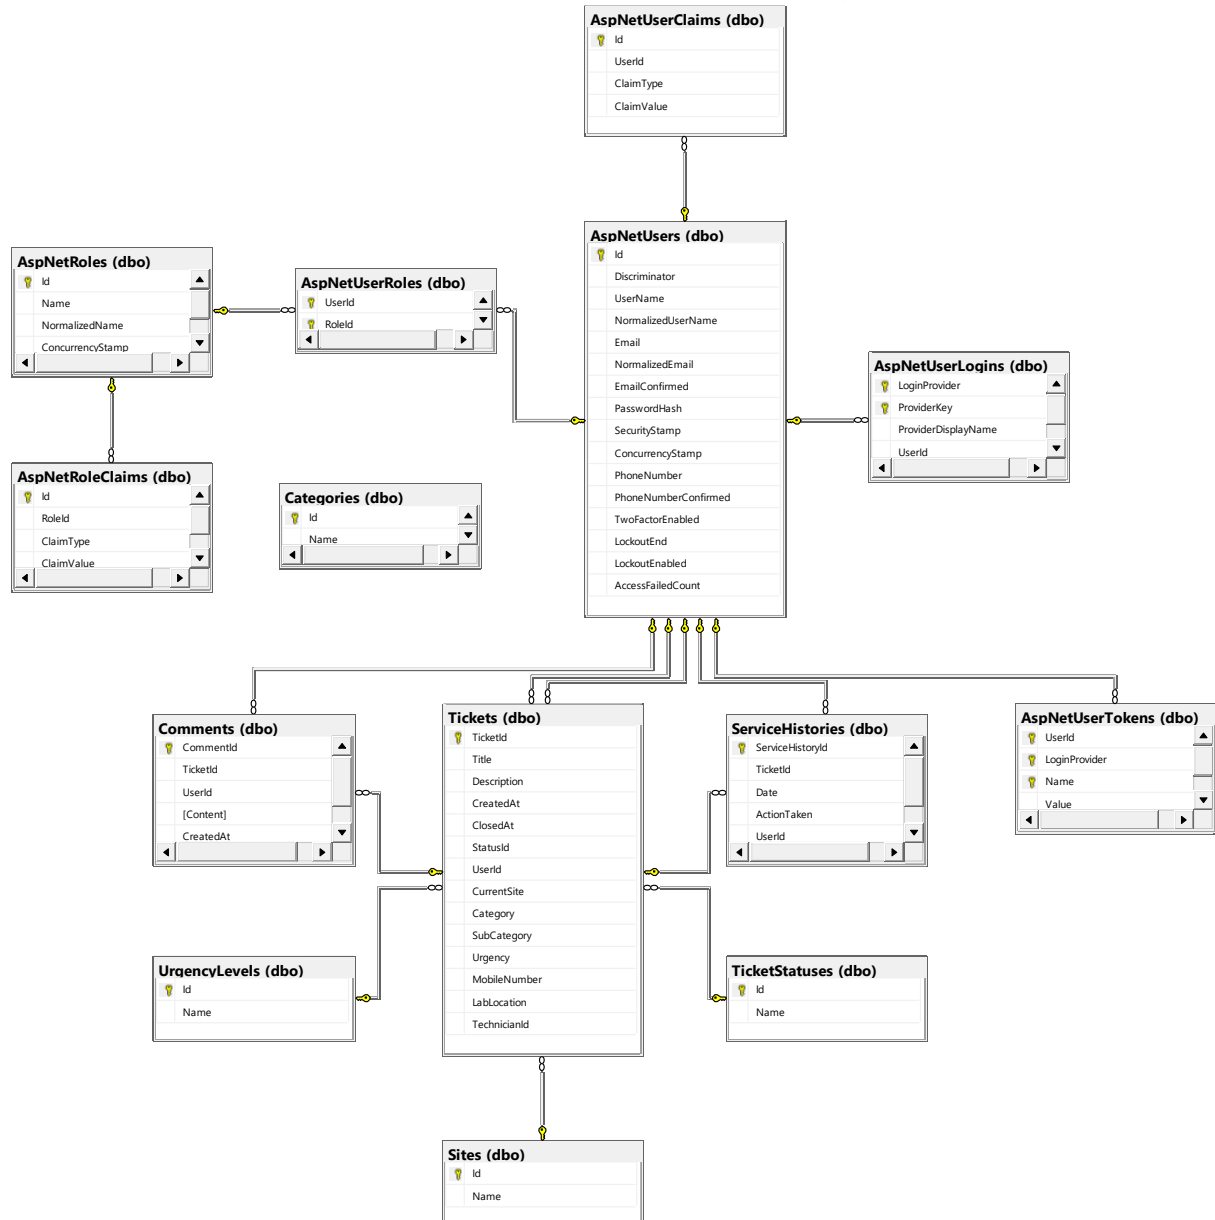 AspNetUserClaims (dbo)
Id
UserId
ClaimType
ClaimValue
AspNetUsers (dbo)
Id
Discriminator
UserName
NormalizedUserName
Email
NormalizedEmail
EmailConfirmed
PasswordHash
SecurityStamp
ConcurrencyStamp
PhoneNumber
PhoneNumberConfirmed
TwoFactorEnabled
LockoutEnd
LockoutEnabled
AccessFailedCount
AspNetRoles (dbo)
Id
Name
NormalizedName
ConcurrencyStamp
AspNetUserRoles (dbo)
UserId
RoleId
AspNetUserLogins (dbo)
LoginProvider
ProviderKey
ProviderDisplayName
UserId
AspNetRoleClaims (dbo)
Id
RoleId
ClaimType
ClaimValue
Categories (dbo)
Id
Name
Comments (dbo)
CommentId
TicketId
UserId
[Content]
CreatedAt
Tickets (dbo)
TicketId
Title
Description
CreatedAt
ClosedAt
StatusId
UserId
CurrentSite
Category
SubCategory
Urgency
MobileNumber
LabLocation
TechnicianId
ServiceHistories (dbo)
ServiceHistoryId
TicketId
Date
ActionTaken
UserId
AspNetUserTokens (dbo)
UserId
LoginProvider
Name
Value
UrgencyLevels (dbo)
Id
Name
TicketStatuses (dbo)
Id
Name
Sites (dbo)
Id
Name